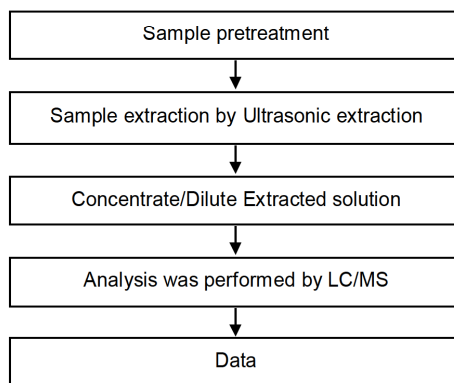 Sample pretreatment
Sample extraction by Ultrasonic extraction
Concentrate/Dilute Extracted solution
Analysis was performed by LC/MS
Data